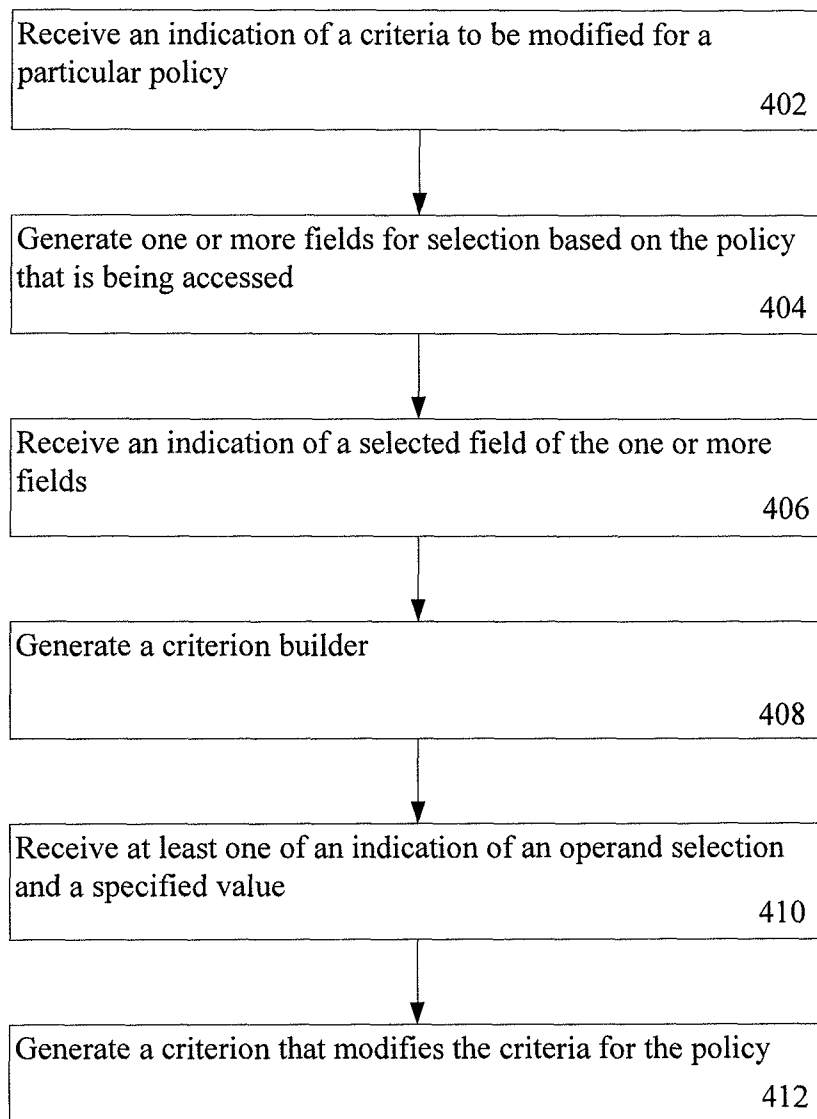 Receive an indication of a criteria to be modified for a
particular policy
402
Generate one or more fields for selection based on the policy
that is being accessed
404
Receive an indication of a selected field of the one or more
fields
406
Generate a criterion builder
408
Receive at least one of an indication of an operand selection
and a specified value
410
Generate a criterion that modifies the criteria for the policy
412